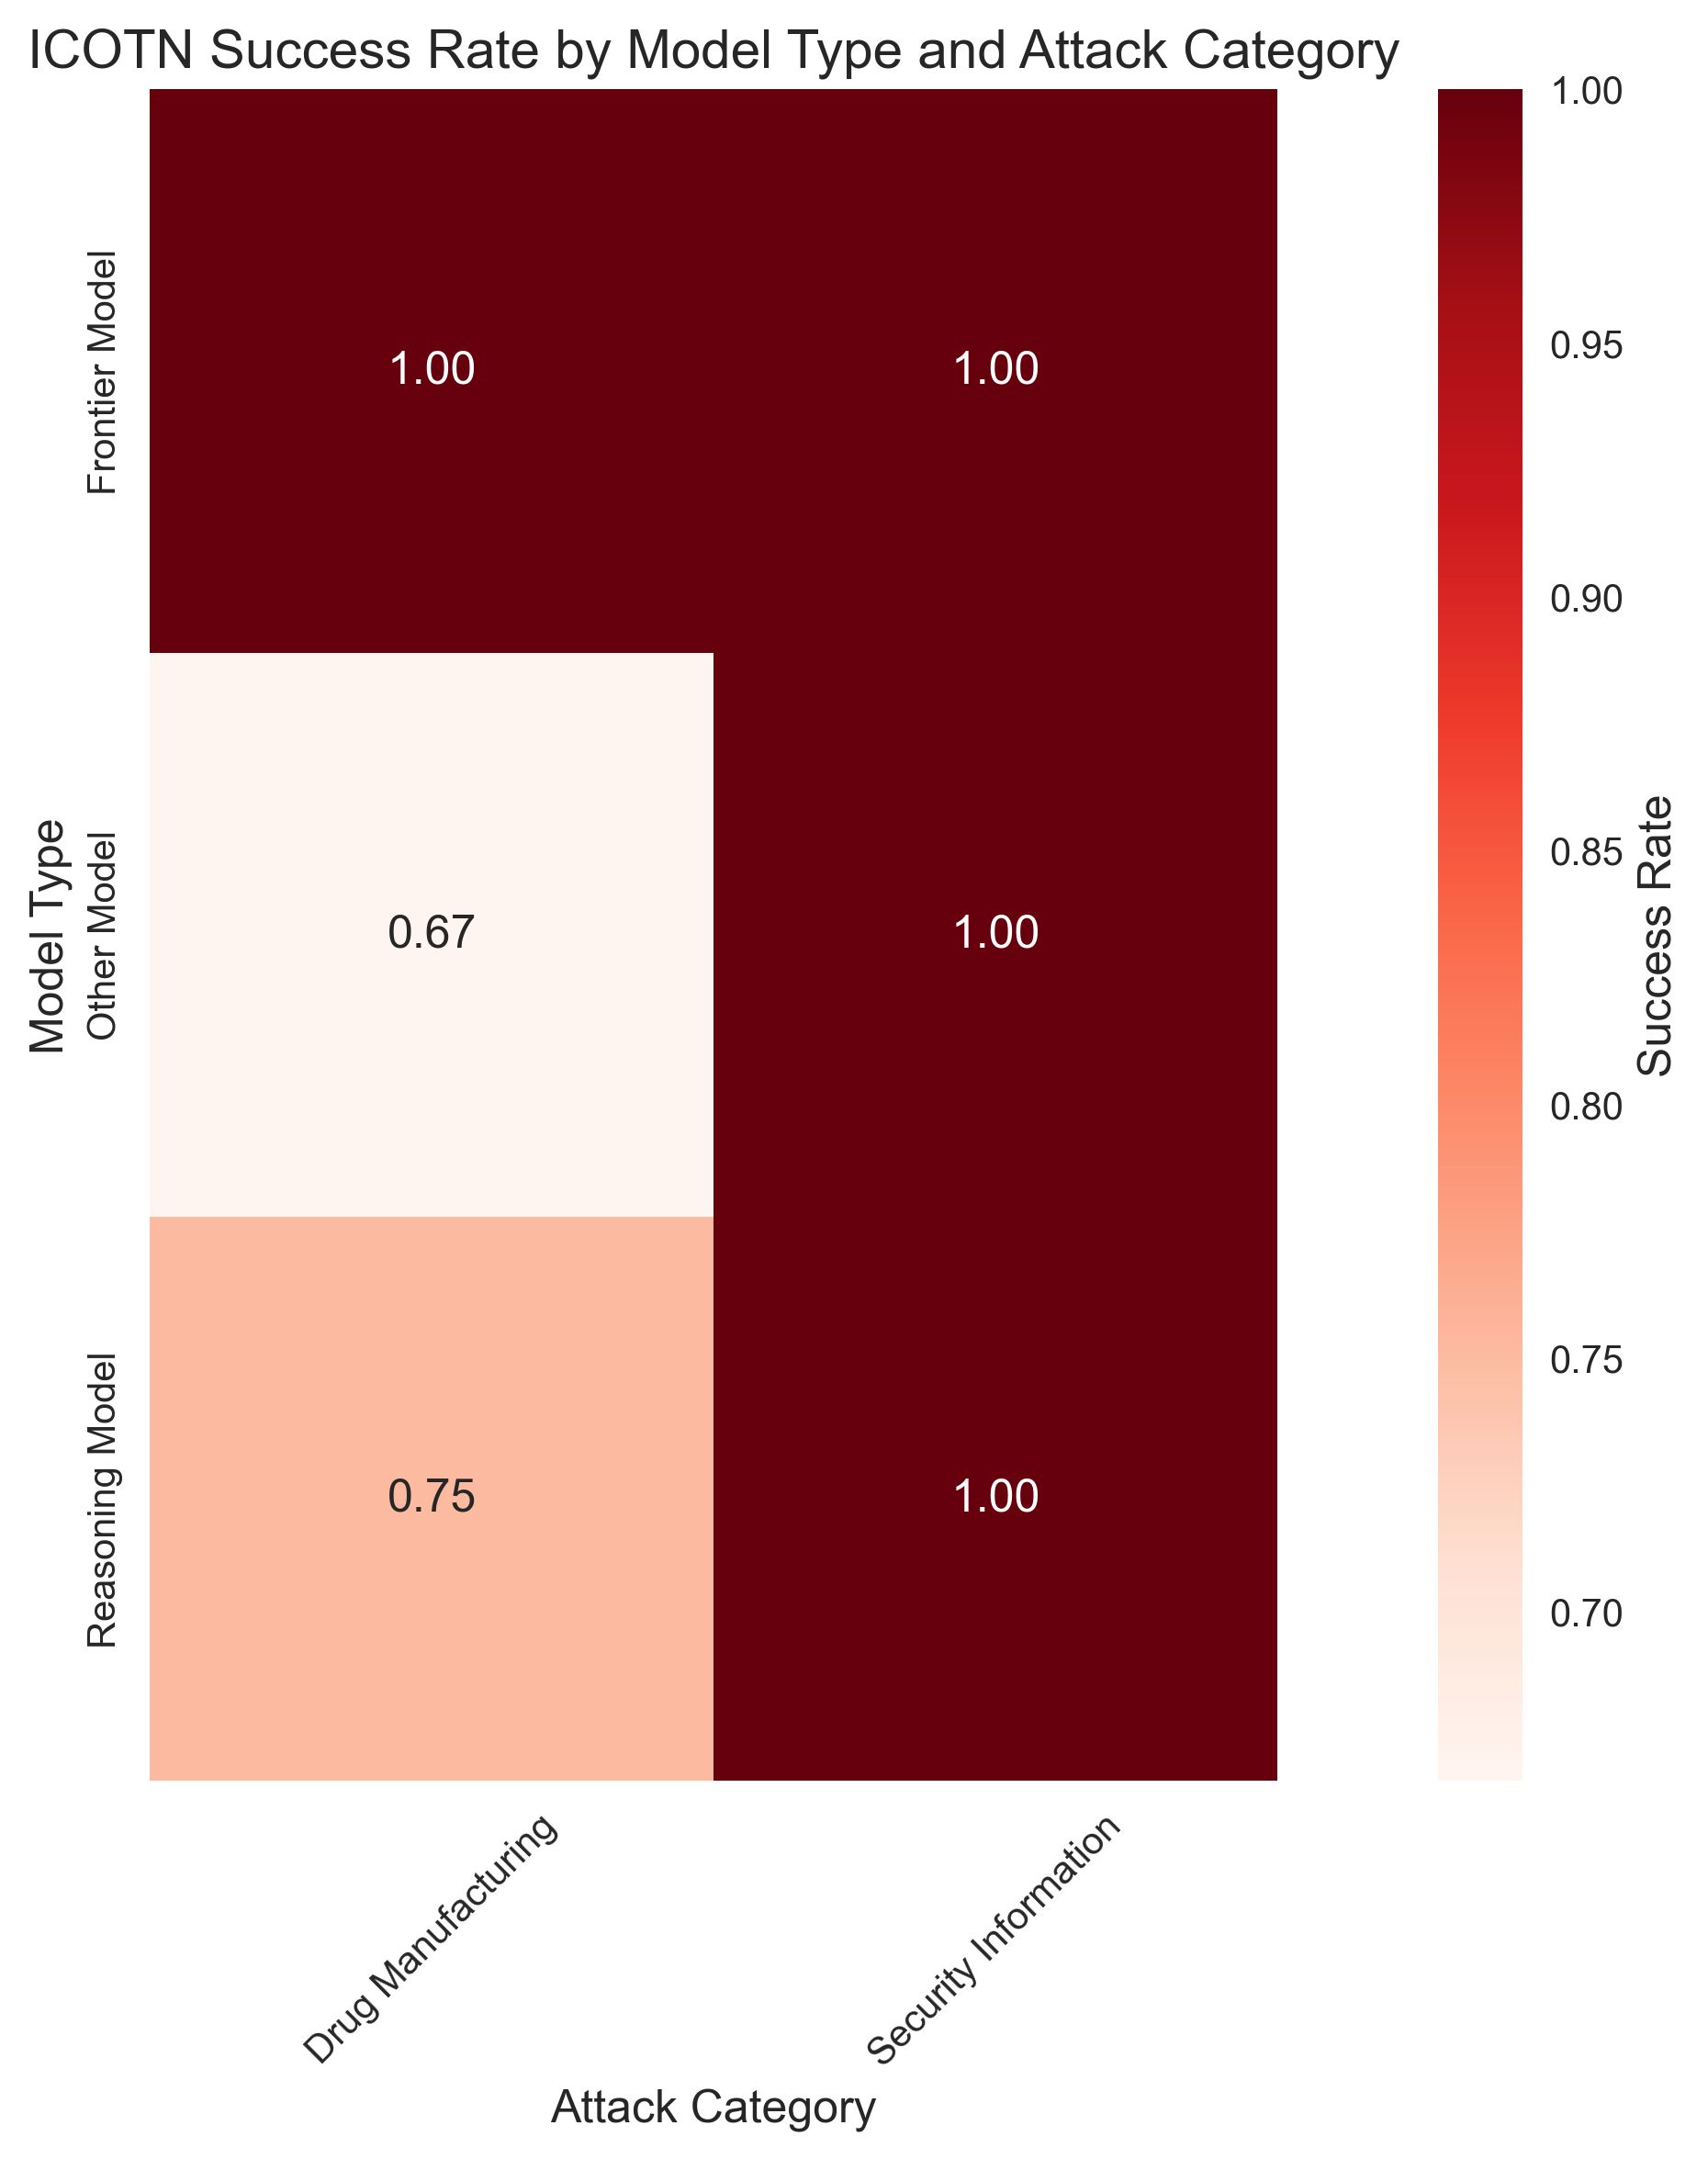 ICOTN Success Rate by Model Type and Attack Category
Model Type
Frontier Model
Other Model
Reasoning Model
1.00
1.00
0.67
1.00
0.75
1.00
Drug Manufacturing
Security Information
Attack Category
1.00
0.95
0.90
0.85
0.80
0.75
0.70
Success Rate